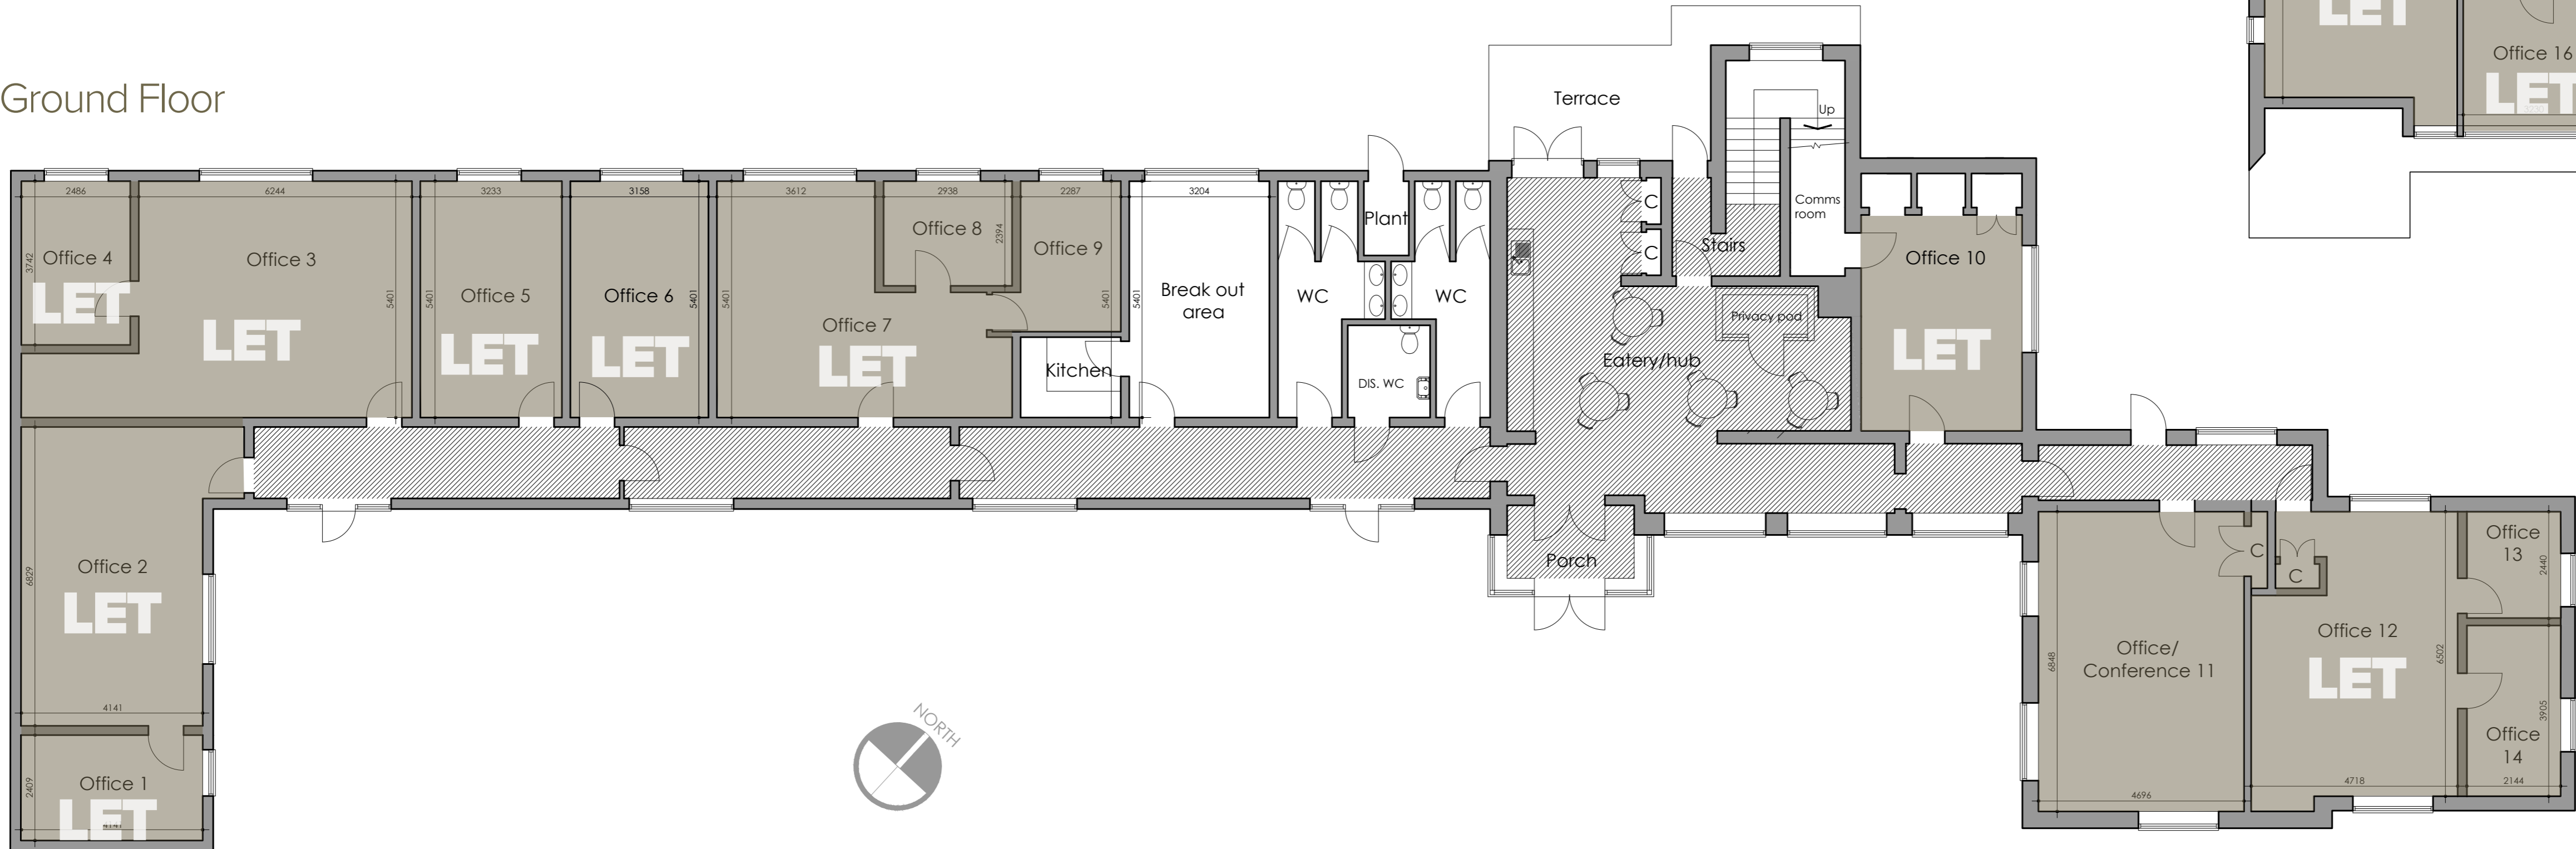 Ground Floor
LET
Office 16
LET
Terrace
Up
2486
6244
3233
3158
3612
2938
2287
3204
Office 4
3742
LET
Office 3
5401
LET
5401
Office 5
LET
Office 6
5401
LET
5401
Office 7
LET
Office 8
2394
Office 9
5401
Kitchen
5401
Break out
area
WC
Plant
WC
DIS. WC
C
C
Stairs
Comms
room
Privacy pod
Eatery/hub
Office 10
LET
Porch
Office 2
6829
LET
4141
Office 1
2409
LET
4141
NORTH
Office/
Conference 11
6848
4696
C
C
Office 12
LET
6502
4718
Office
13
2440
Office
14
3905
2144